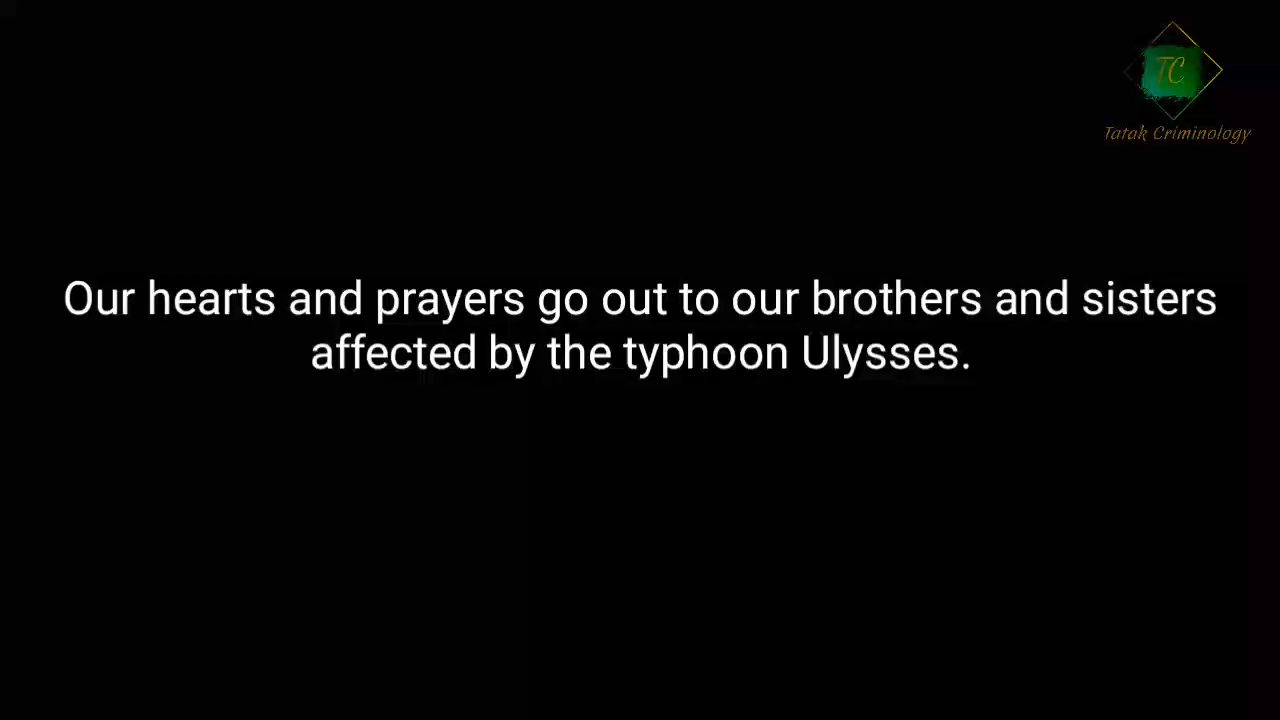 TC
Tatak Criminology
Our hearts and prayers go out to our brothers and sisters
affected by the typhoon Ulysses.